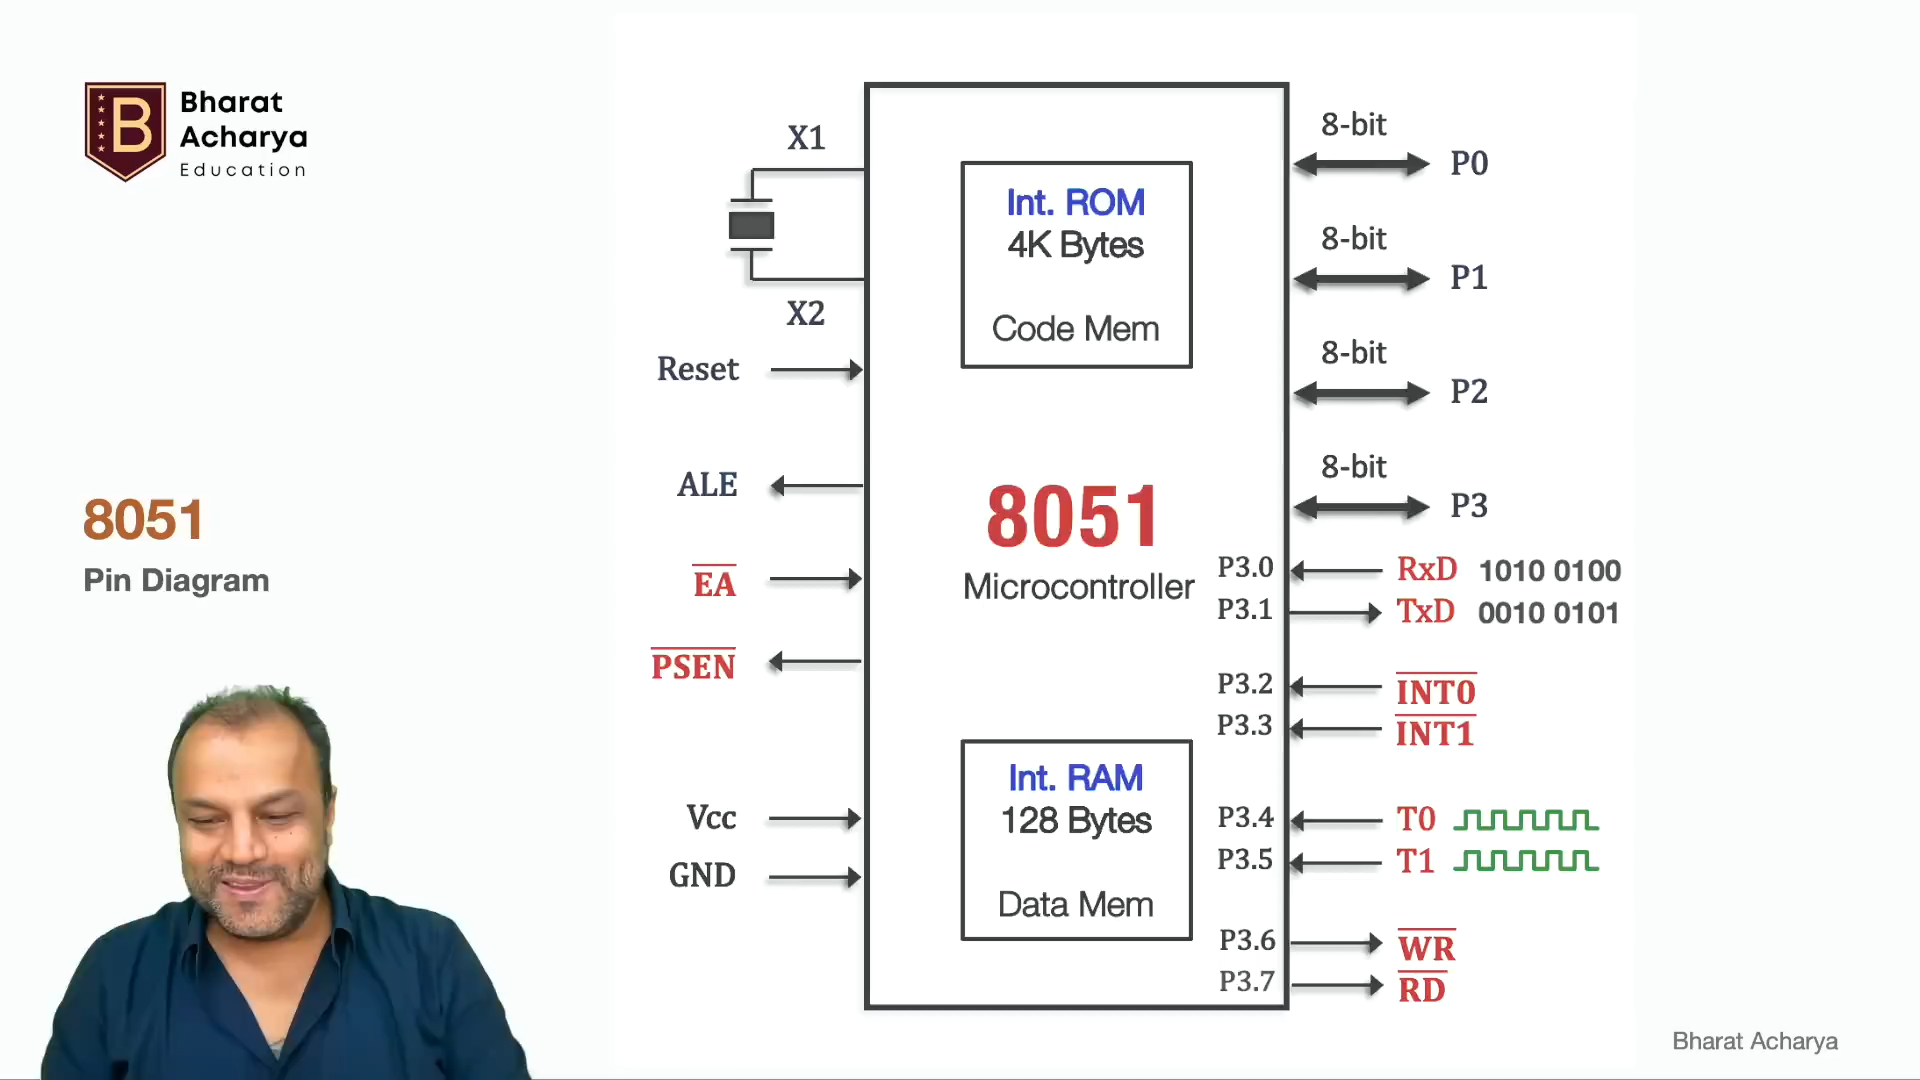 B
Bharat
Acharya
Education
8051
Pin Diagram
X1
X2
Reset
ALE
EA
PSEN
Vcc
GND
Int. ROM
4K Bytes
Code Mem
8051
Microcontroller
Int. RAM
128 Bytes
Data Mem
8-bit
P0
8-bit
P1
8-bit
P2
8-bit
P3
P3.0 RxD 1010 0100
P3.1 TxD 0010 0101
P3.2 INT0
P3.3 INT1
P3.4 T0
P3.5 T1
P3.6 WR
P3.7 RD
Bharat Acharya